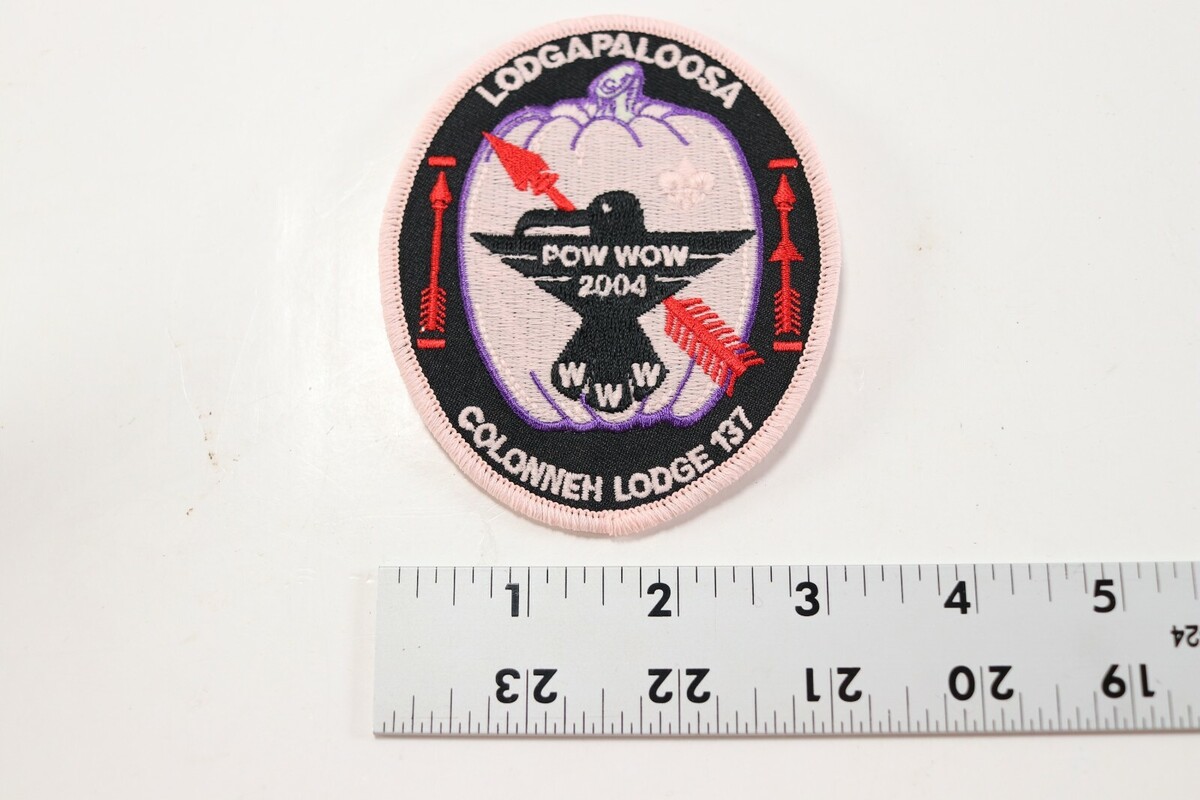 LODGAPALOOSA
POW WOW
2004
W W W
COLONNEH LODGE 137
1 2 3 4 5
24
23 22 21 20 19